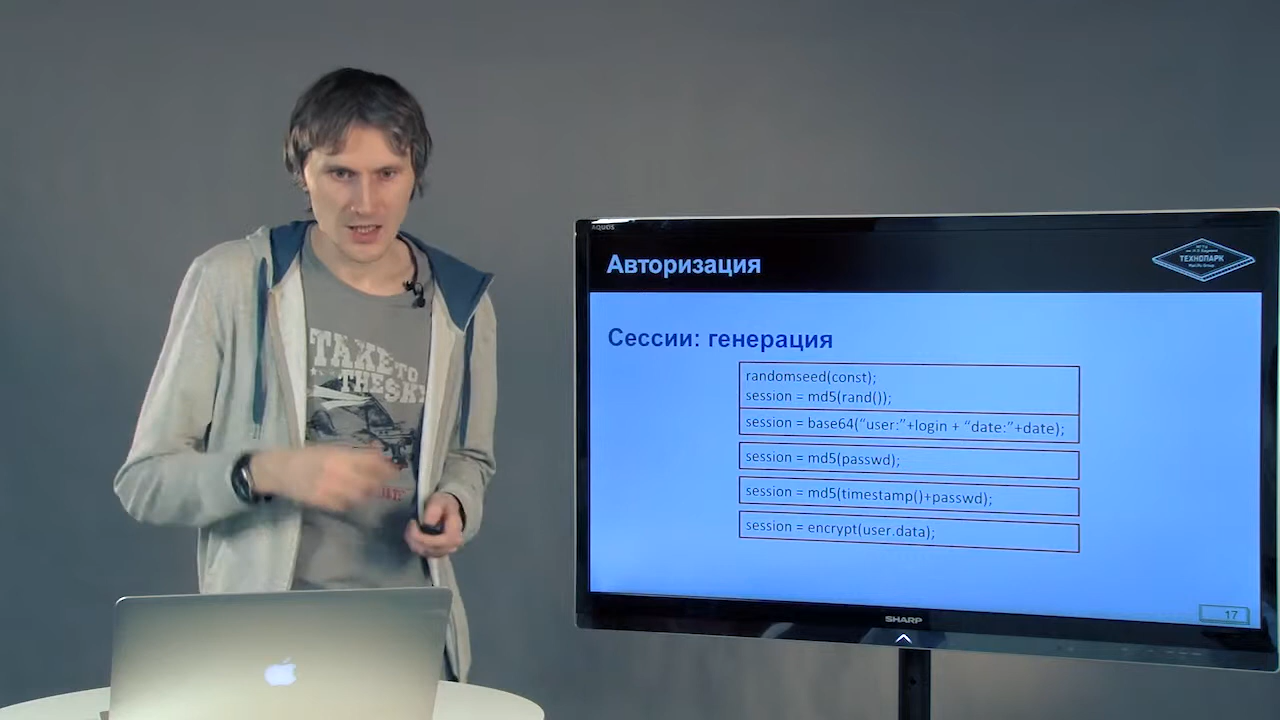 TAKE TO
THE SKY
AQUOS
Авторизация
ТЕХНОПАРК
Сессии: генерация
randomseed(const);
session = md5(rand());
session = base64(“user:”+login + “date:”+date);
session = md5(passwd);
session = md5(timestamp()+passwd);
session = encrypt(user.data);
17
SHARP